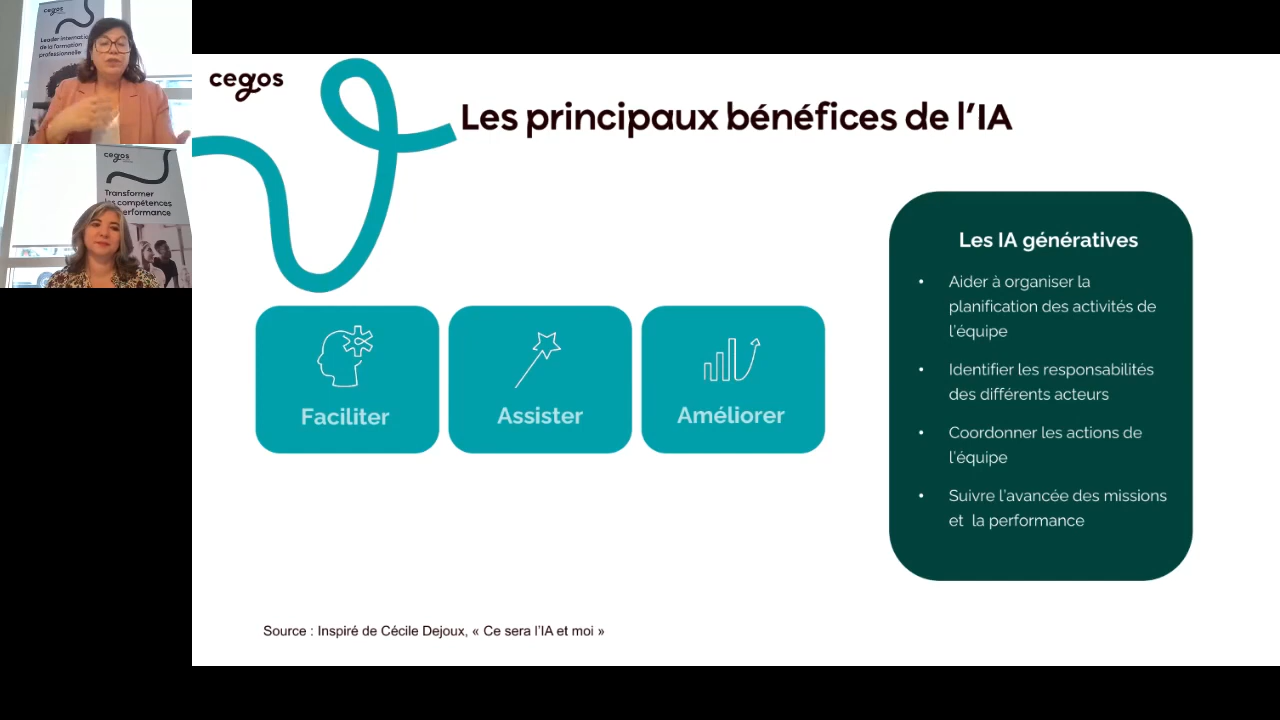 cegos
Leader internati
de la formation
professionnelle
cegos
Transformer
les compétences
performance
cegos
Les principaux bénéfices de l'IA
Faciliter
Assister
Améliorer
Les IA génératives
• Aider à organiser la
planification des activités de
l'équipe
• Identifier les responsabilités
des différents acteurs
• Coordonner les actions de
l'équipe
• Suivre l'avancée des missions
et la performance
Source : Inspiré de Cécile Dejoux, « Ce sera l'IA et moi »